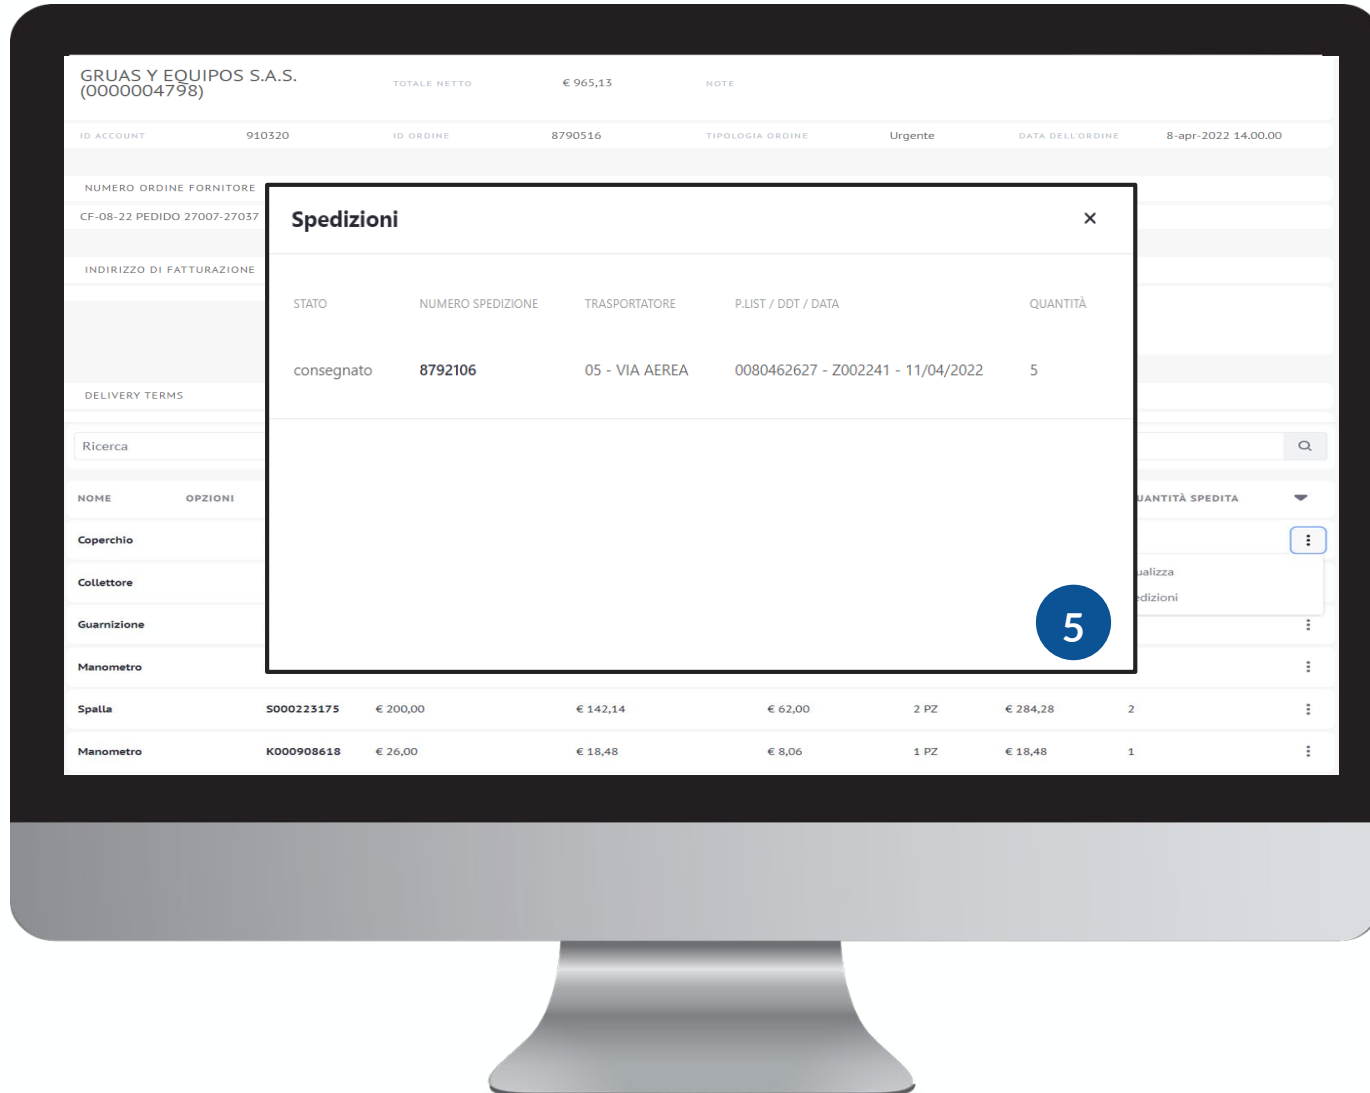 GRUAS Y EQUIPOS S.A.S.
(0000004798)
TOTALE NETTO € 965,13 NOTE
ID ACCOUNT 910320 ID ORDINE 8790516 TIPOLOGIA ORDINE Urgente DATA DELL'ORDINE 8-apr-2022 14.00.00
NUMERO ORDINE FORNITORE
CF-08-22 PEDIDO 27007-27037
INDIRIZZO DI FATTURAZIONE
DELIVERY TERMS
Spedizioni ×
STATO NUMERO SPEDIZIONE TRASPORTATORE P.LIST / DDT / DATA QUANTITÀ
consegnato 8792106 05 - VIA AEREA 0080462627 - Z002241 - 11/04/2022 5
5
Ricerca
NOME OPZIONI UANTITÀ SPEDITA
Coperchio
ualizza
Collettore
edizioni
Guarnizione
Manometro
Spalla S000223175 € 200,00 € 142,14 € 62,00 2 PZ € 284,28 2
Manometro K000908618 € 26,00 € 18,48 € 8,06 1 PZ € 18,48 1